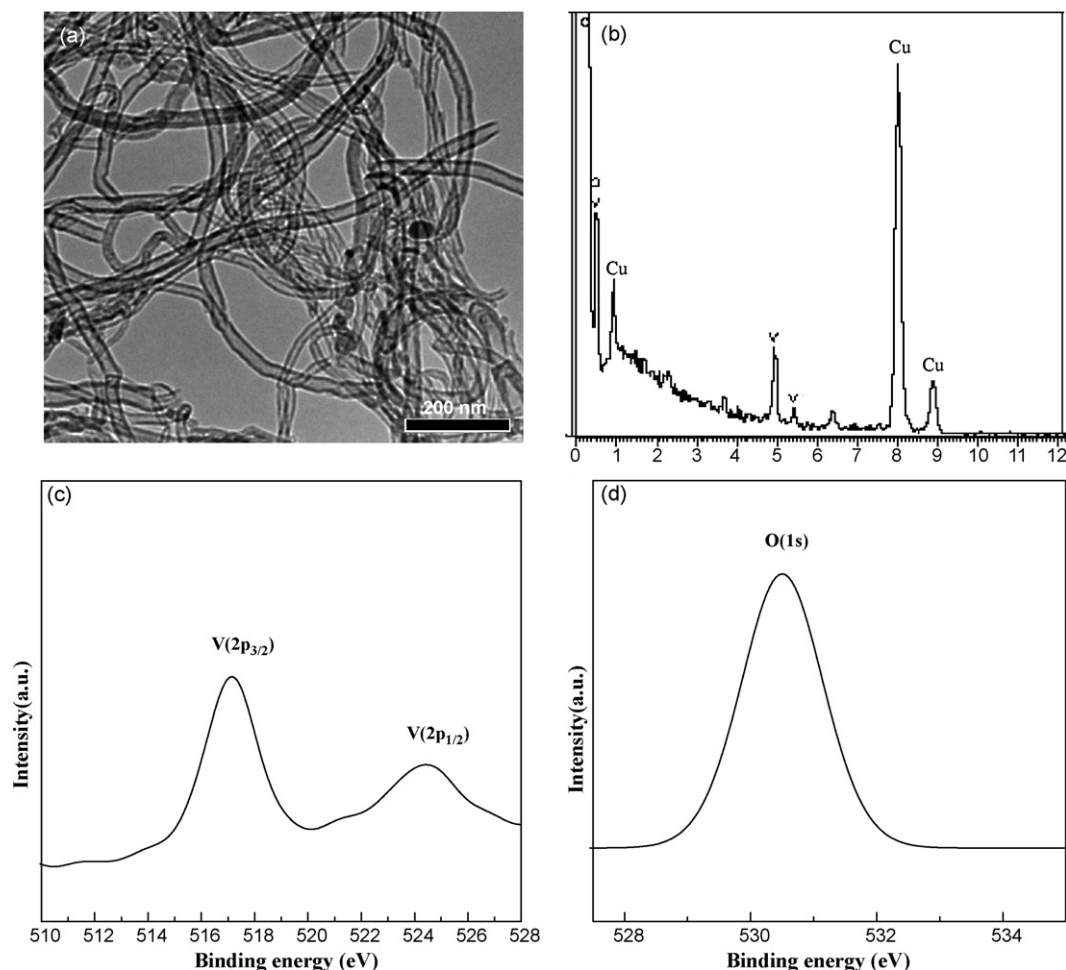 (a)
200 nm
(b)
c
Cu
Cu
Cu
V
V
0 1 2 3 4 5 6 7 8 9 10 11 12
(c)
V(2p3/2)
V(2p1/2)
Intensity(a.u.)
510 512 514 516 518 520 522 524 526 528
Binding energy (eV)
(d)
O(1s)
Intensity(a.u.)
528 530 532 534
Binding energy (eV)